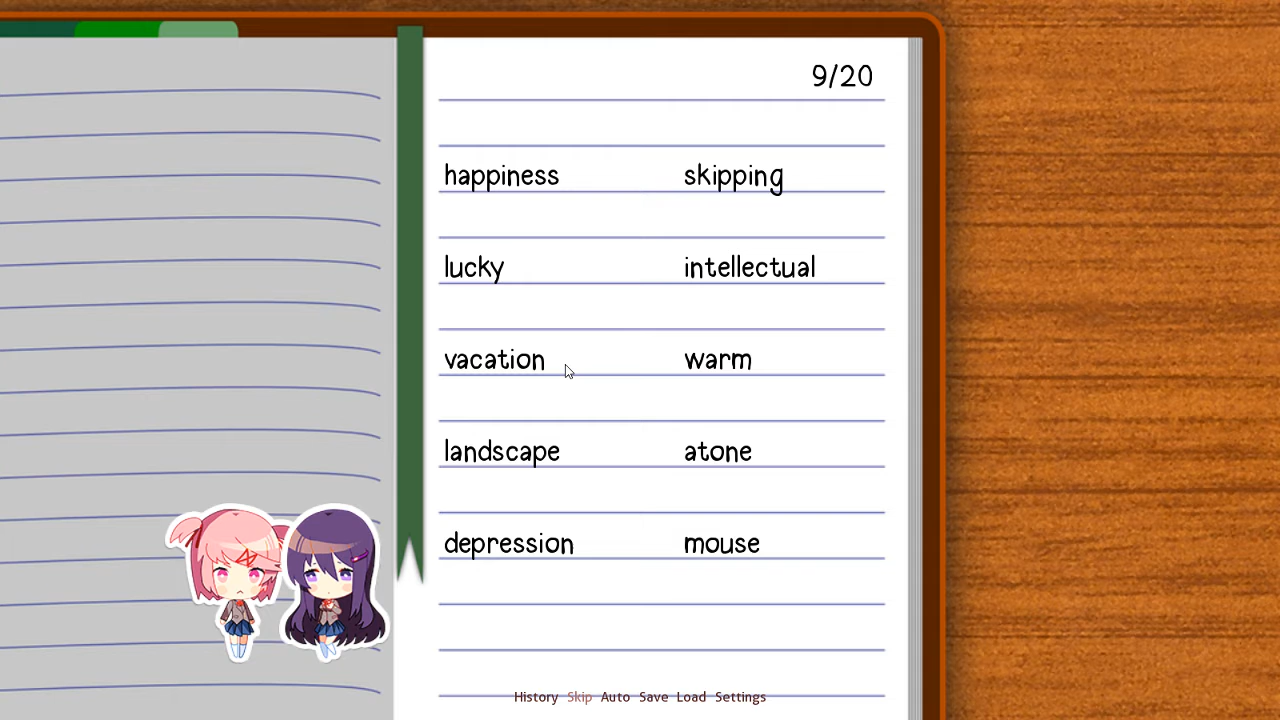 9/20
happiness skipping
lucky intellectual
vacation warm
landscape atone
depression mouse
History Skip Auto Save Load Settings